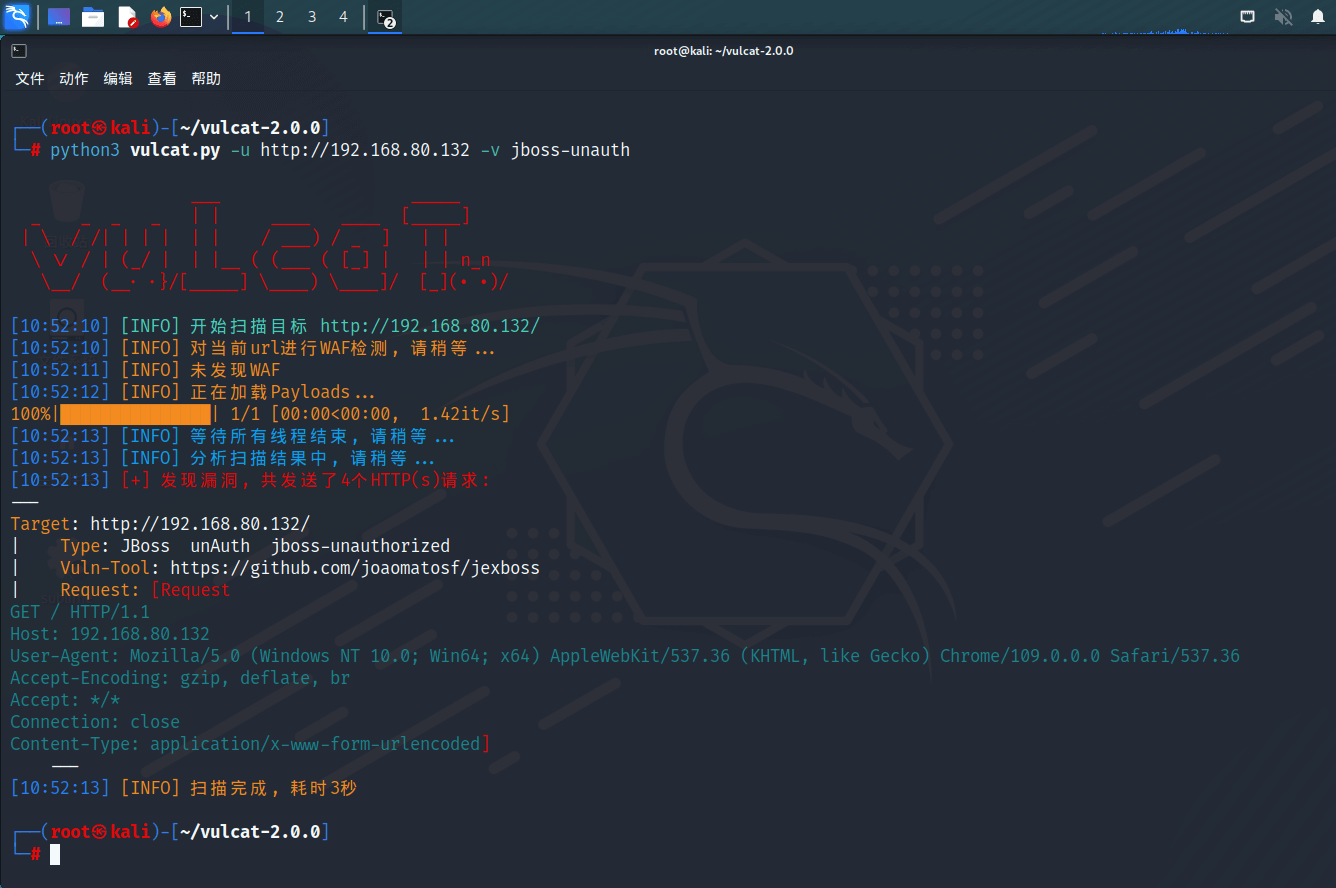 1 2 3 4 2
root@kali: ~/vulcat-2.0.0
文件 动作 编辑 查看 帮助
┌──(root㉿kali)-[~/vulcat-2.0.0]
└─# python3 vulcat.py -u http://192.168.80.132 -v jboss-unauth
[10:52:10] [INFO] 开始扫描目标 http://192.168.80.132/
[10:52:10] [INFO] 对当前url进行WAF检测, 请稍等...
[10:52:11] [INFO] 未发现WAF
[10:52:12] [INFO] 正在加载Payloads...
100%|███████████████| 1/1 [00:00<00:00, 1.42it/s]
[10:52:13] [INFO] 等待所有线程结束, 请稍等...
[10:52:13] [INFO] 分析扫描结果中, 请稍等...
[10:52:13] [+] 发现漏洞, 共发送了4个HTTP(s)请求:
---
Target: http://192.168.80.132/
|    Type: JBoss  unAuth  jboss-unauthorized
|    Vuln-Tool: https://github.com/joaomatosf/jexboss
|    Request: [Request
GET / HTTP/1.1
Host: 192.168.80.132
User-Agent: Mozilla/5.0 (Windows NT 10.0; Win64; x64) AppleWebKit/537.36 (KHTML, like Gecko) Chrome/109.0.0.0 Safari/537.36
Accept-Encoding: gzip, deflate, br
Accept: */*
Connection: close
Content-Type: application/x-www-form-urlencoded]
---
[10:52:13] [INFO] 扫描完成, 耗时3秒
┌──(root㉿kali)-[~/vulcat-2.0.0]
└─#